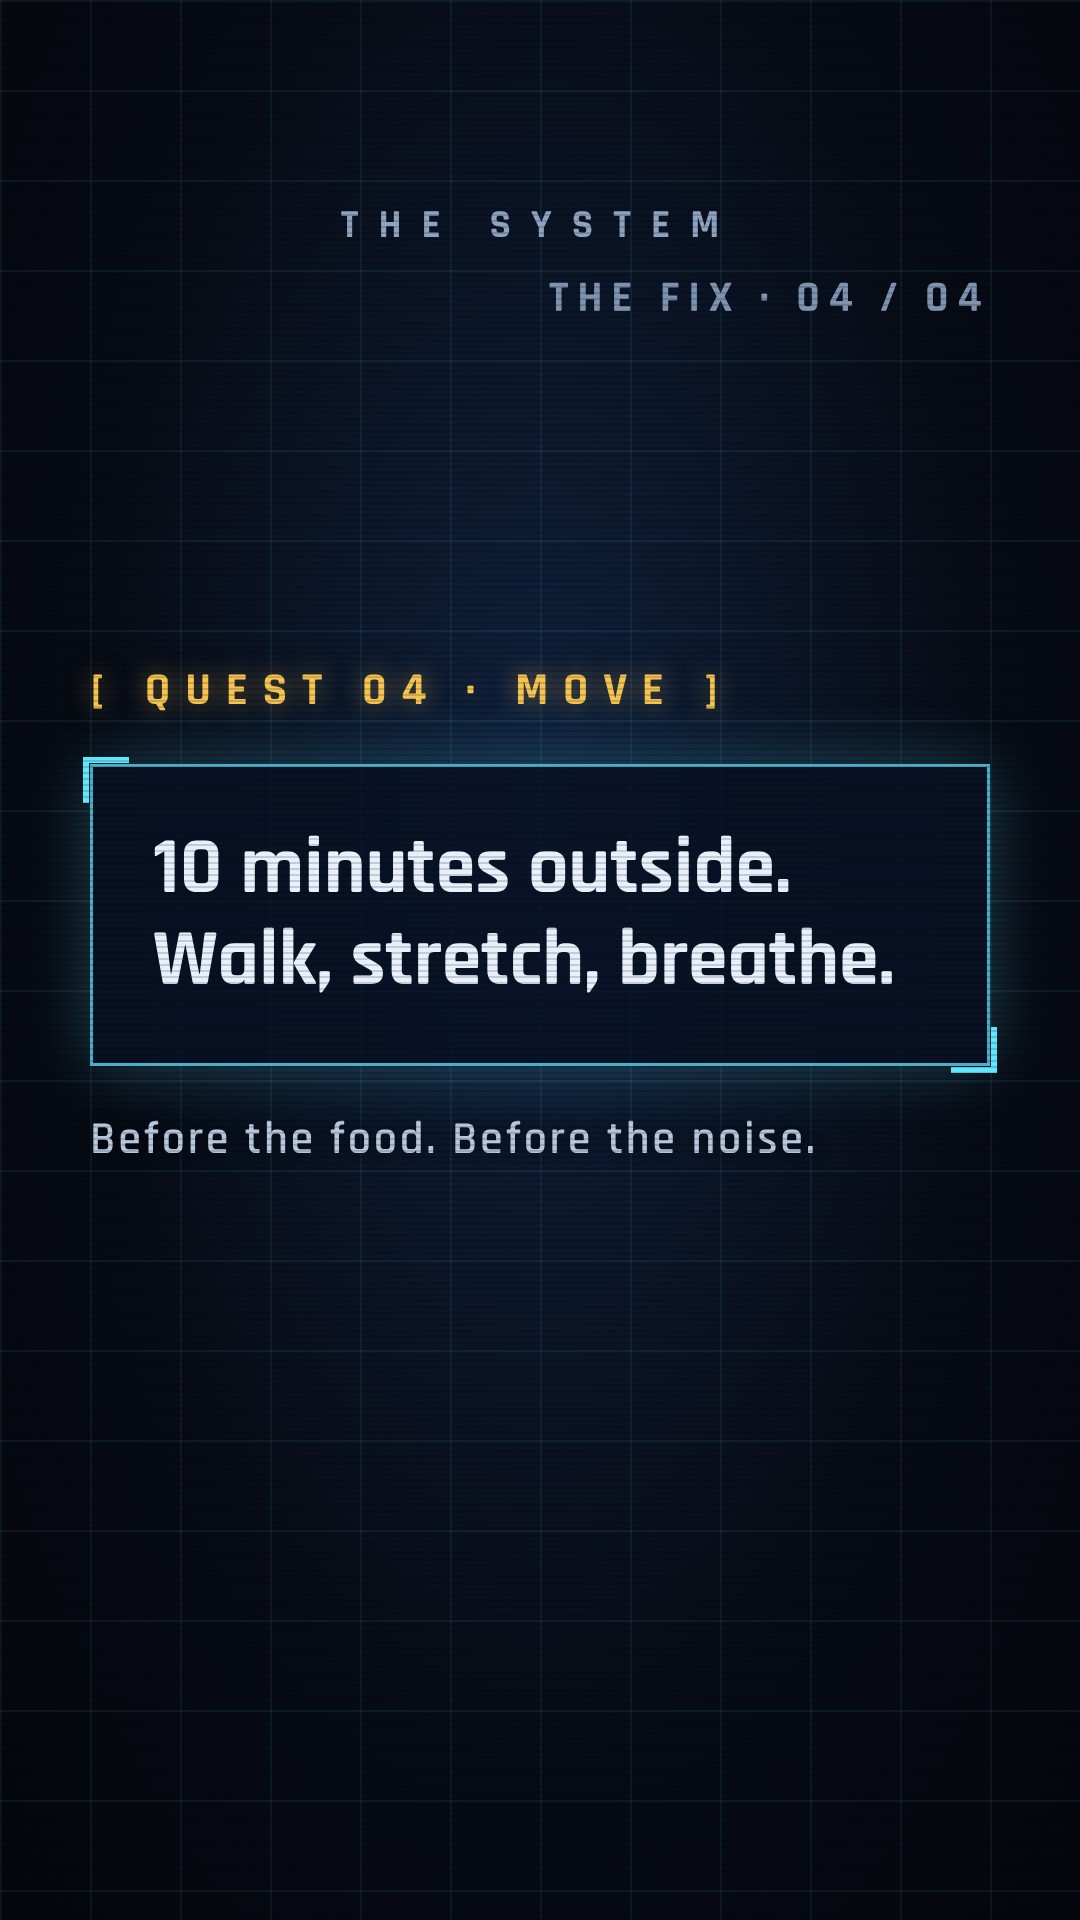 THE SYSTEM
THE FIX · 04 / 04
[ QUEST 04 · MOVE ]
10 minutes outside.
Walk, stretch, breathe.
Before the food. Before the noise.